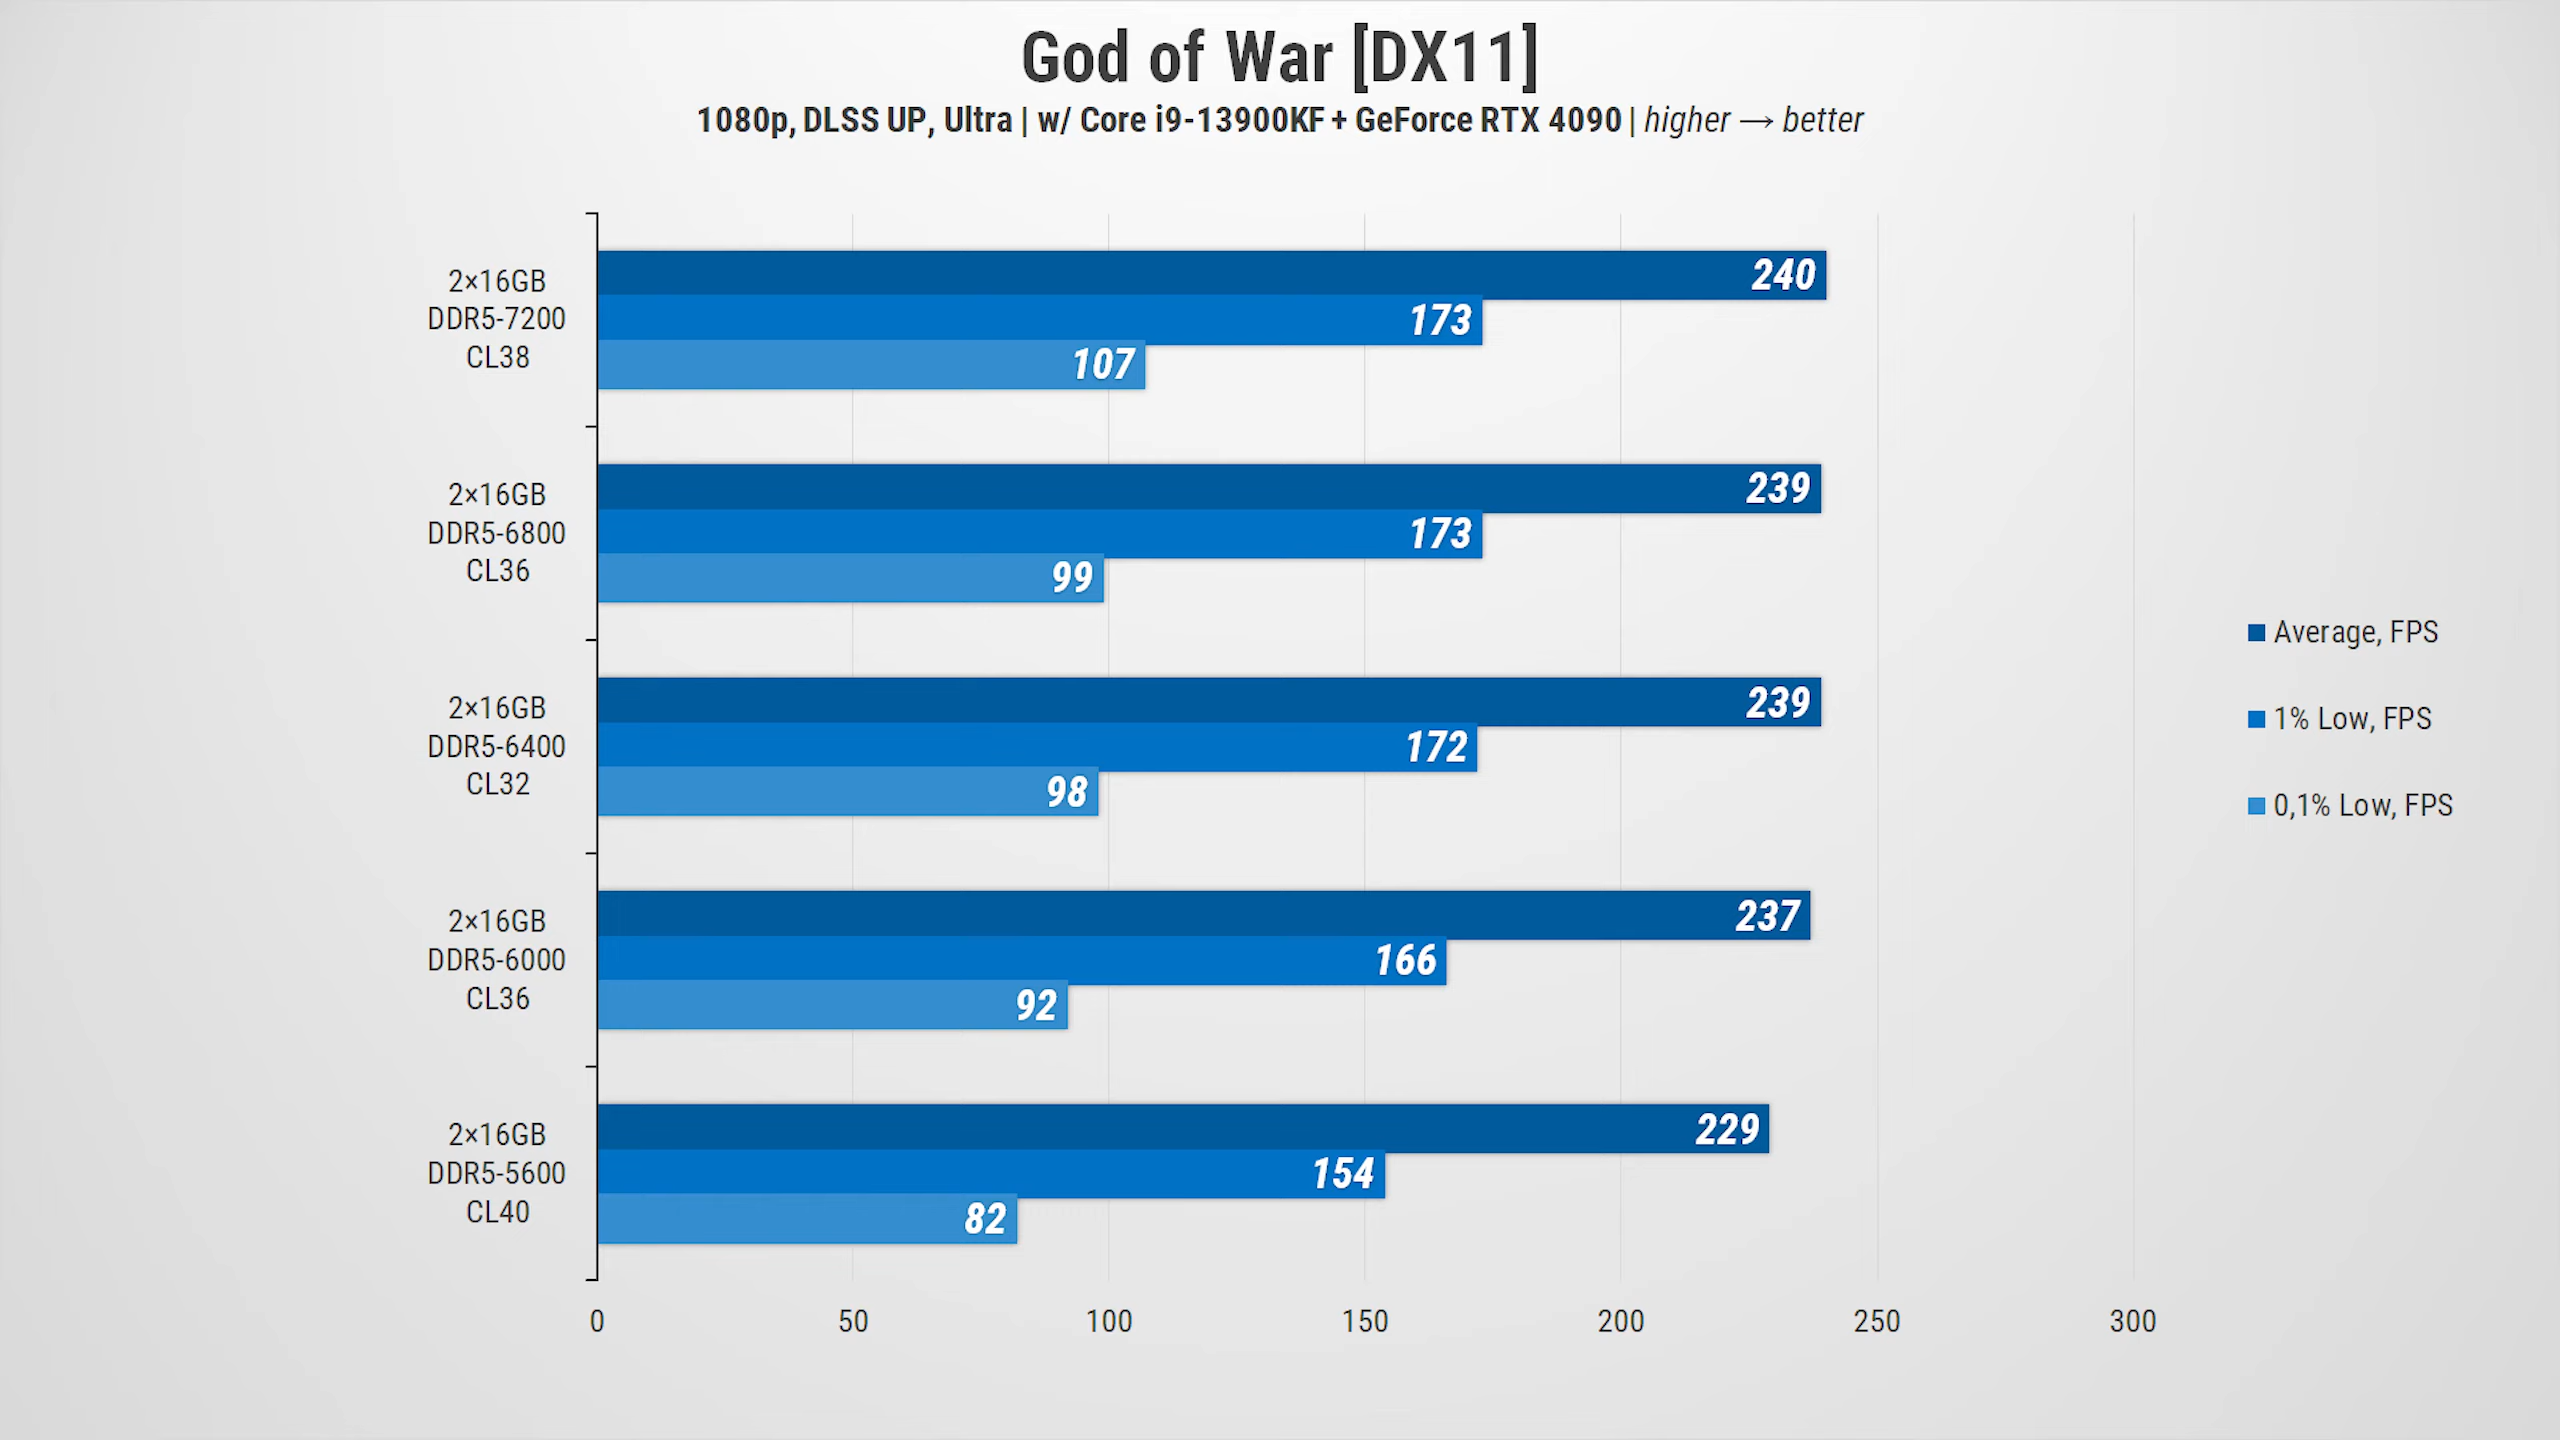 God of War [DX11]
1080p, DLSS UP, Ultra | w/ Core i9-13900KF + GeForce RTX 4090 | higher → better
2×16GB
DDR5-7200
CL38
240
173
107
2×16GB
DDR5-6800
CL36
239
173
99
2×16GB
DDR5-6400
CL32
239
172
98
2×16GB
DDR5-6000
CL36
237
166
92
2×16GB
DDR5-5600
CL40
229
154
82
0 50 100 150 200 250 300
Average, FPS
1% Low, FPS
0,1% Low, FPS